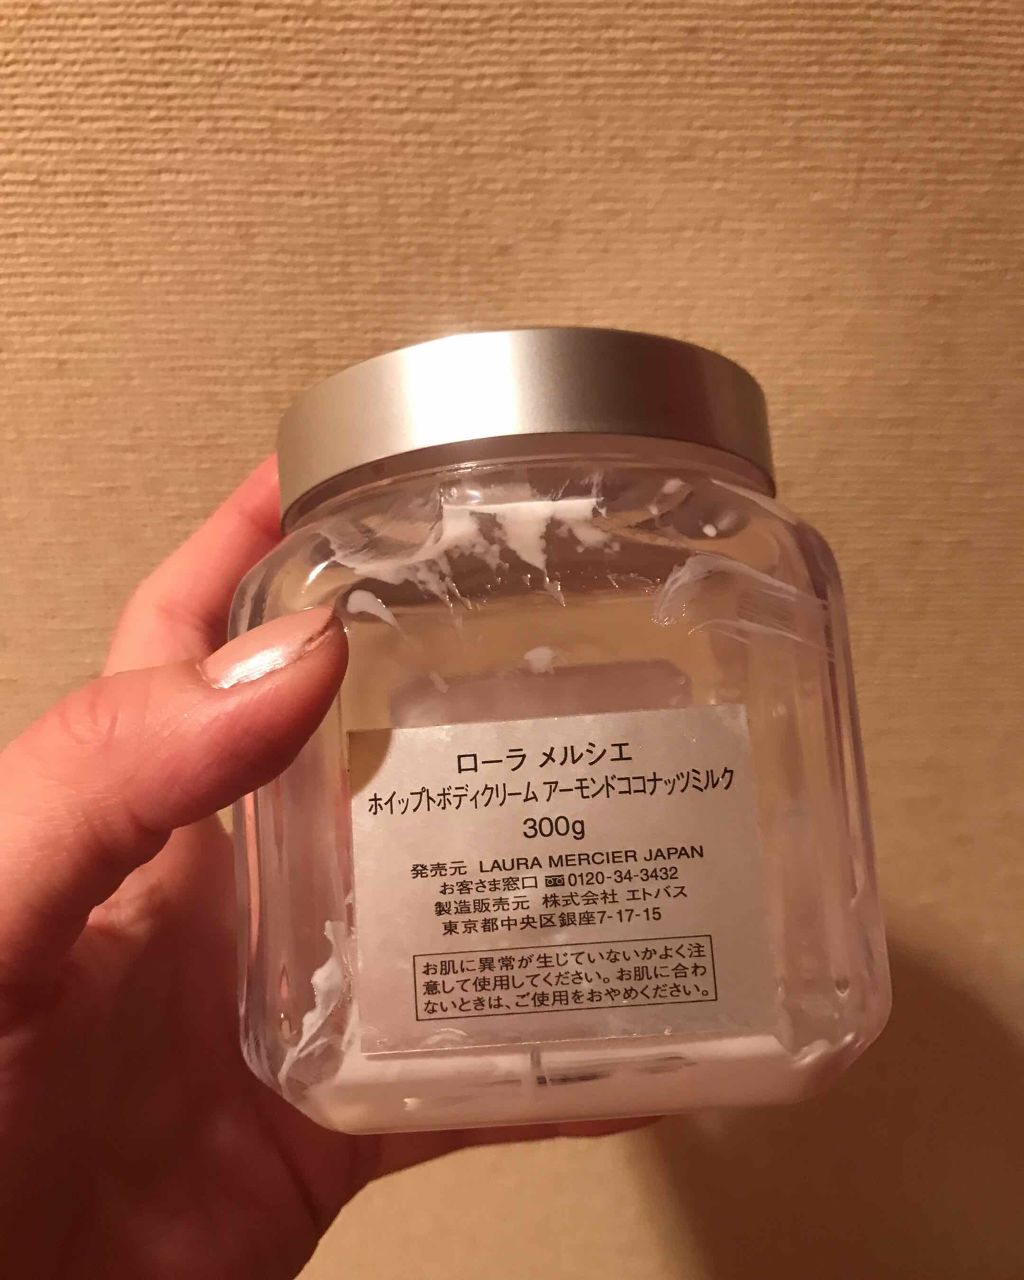 ローラ メルシエ
ホイップトボディクリーム アーモンドココナッツミルク
300g
発売元 LAURA MERCIER JAPAN
お客さま窓口 0120-34-3432
製造販売元 株式会社 エトバス
東京都中央区銀座7-17-15
お肌に異常が生じていないかよく注
意して使用してください。お肌に合わ
ないときは、ご使用をおやめください。